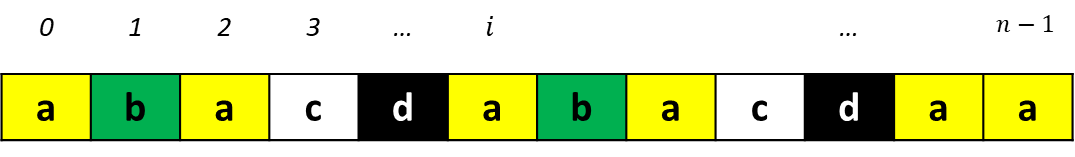 0 1 2 3 ... i ... n − 1
a b a c d a b a c d a a